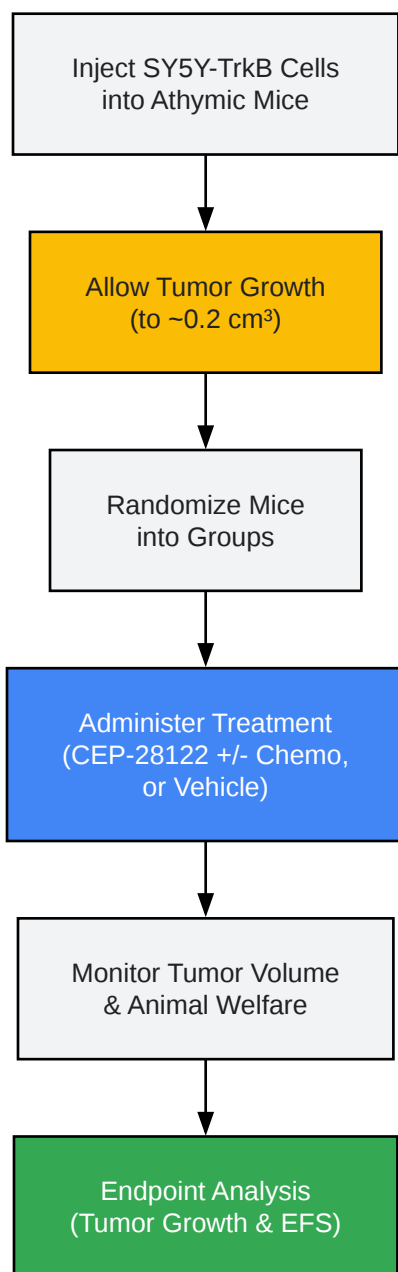 Inject SY5Y-TrkB Cells
into Athymic Mice
Allow Tumor Growth
(to ~0.2 cm³)
Randomize Mice
into Groups
Administer Treatment
(CEP-28122 +/- Chemo,
or Vehicle)
Monitor Tumor Volume
& Animal Welfare
Endpoint Analysis
(Tumor Growth & EFS)